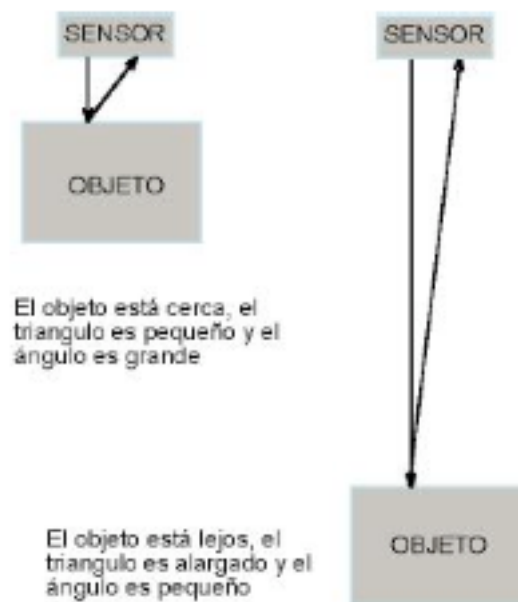 SENSOR
OBJETO
El objeto está cerca, el
triangulo es pequeño y el
ángulo es grande
SENSOR
OBJETO
El objeto está lejos, el
triangulo es alargado y el
ángulo es pequeño